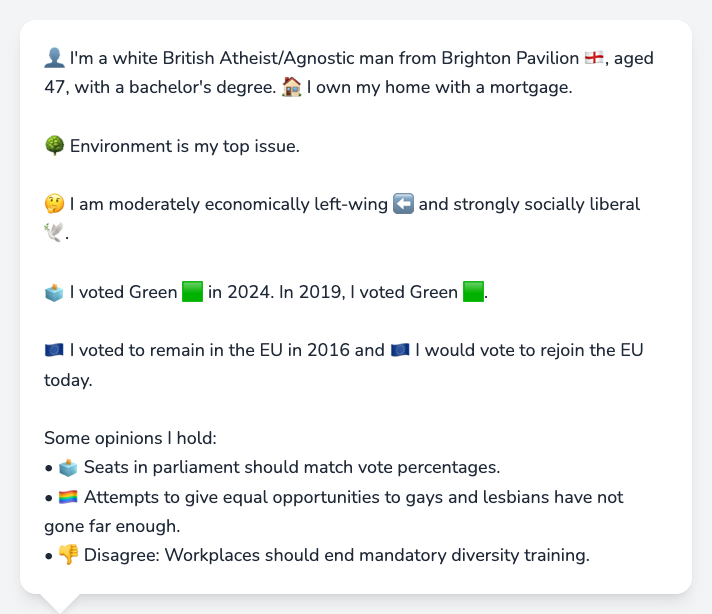 👤 I'm a white British Atheist/Agnostic man from Brighton Pavilion 🏴󠁧󠁢󠁥󠁮󠁧󠁿, aged
47, with a bachelor's degree. 🏠 I own my home with a mortgage.
🌳 Environment is my top issue.
🤔 I am moderately economically left-wing ⬅️ and strongly socially liberal
🕊️.
🗳️ I voted Green 🟩 in 2024. In 2019, I voted Green 🟩.
🇪🇺 I voted to remain in the EU in 2016 and 🇪🇺 I would vote to rejoin the EU
today.
Some opinions I hold:
• 🗳️ Seats in parliament should match vote percentages.
• 🏳️‍🌈 Attempts to give equal opportunities to gays and lesbians have not
gone far enough.
• 👎 Disagree: Workplaces should end mandatory diversity training.